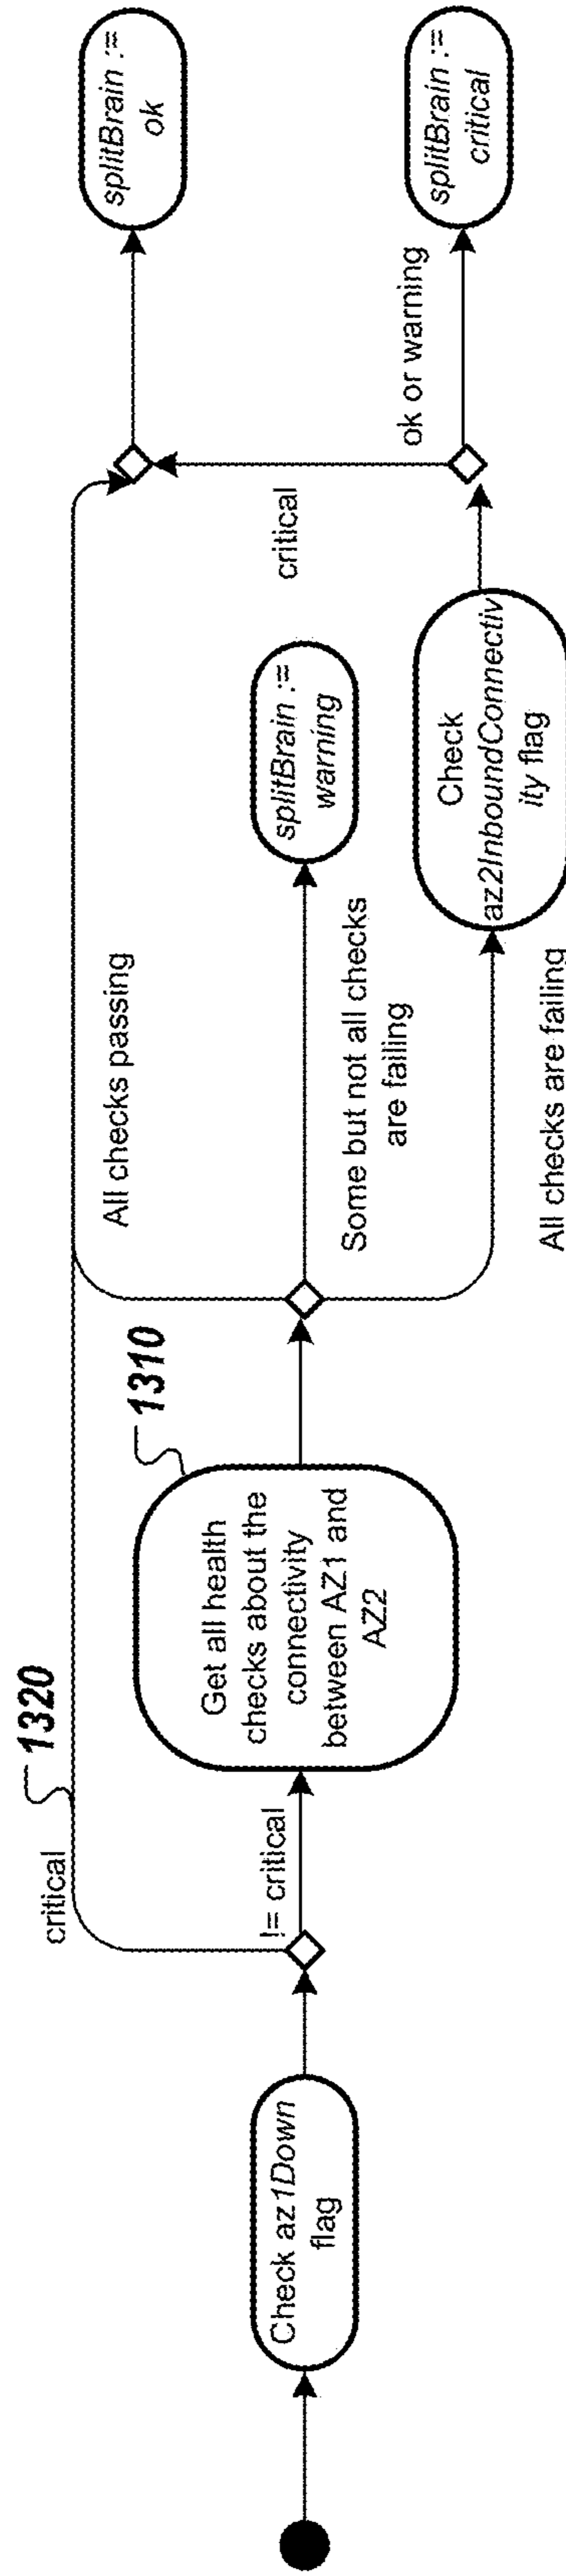 Check az1Down
flag
critical
1320
!= critical
Get all health
checks about the
connectivity
between AZ1 and
AZ2
1310
All checks passing
Some but not all checks
are failing
All checks are failing
splitBrain :=
warning
Check
az2InboundConnectiv
ity flag
critical
ok or warning
splitBrain :=
ok
splitBrain :=
critical